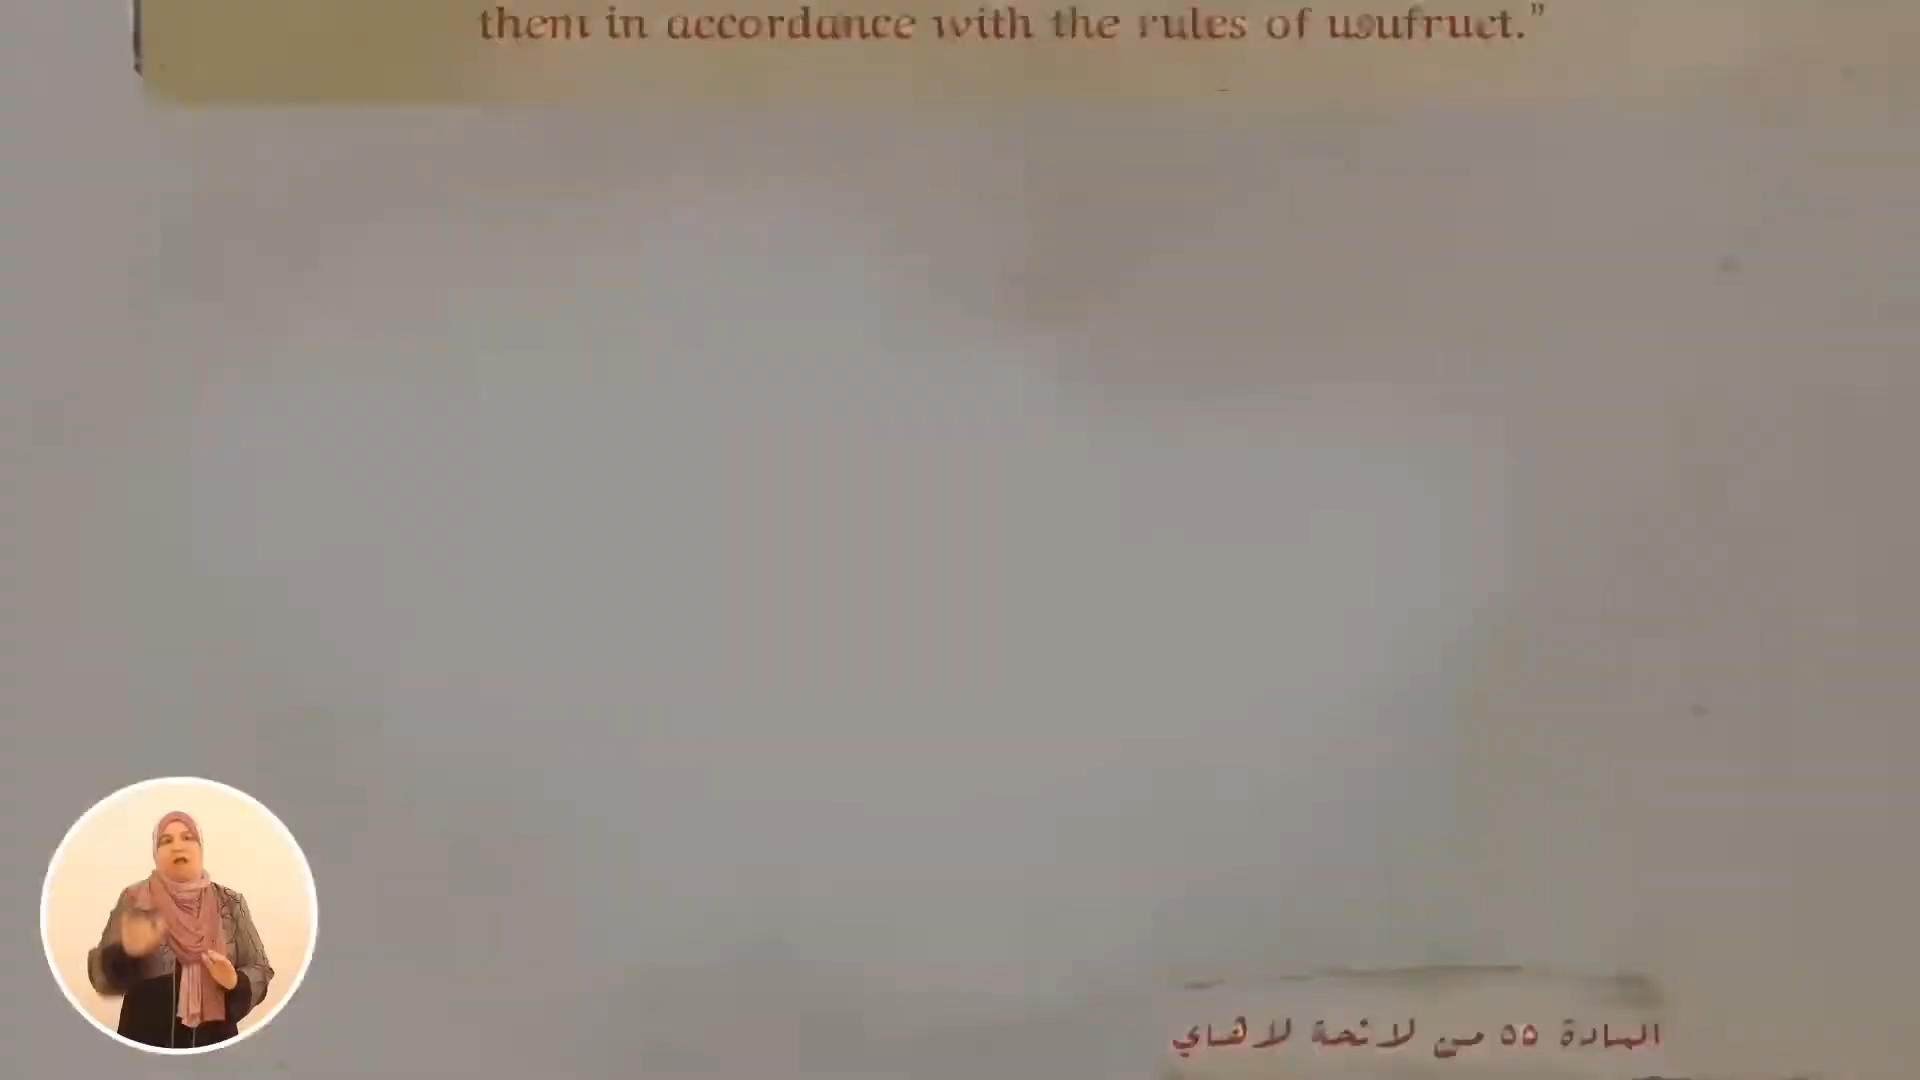 them in accordance with the rules of usufruct.”
المادة ٥٥ من لائحة لاهاي